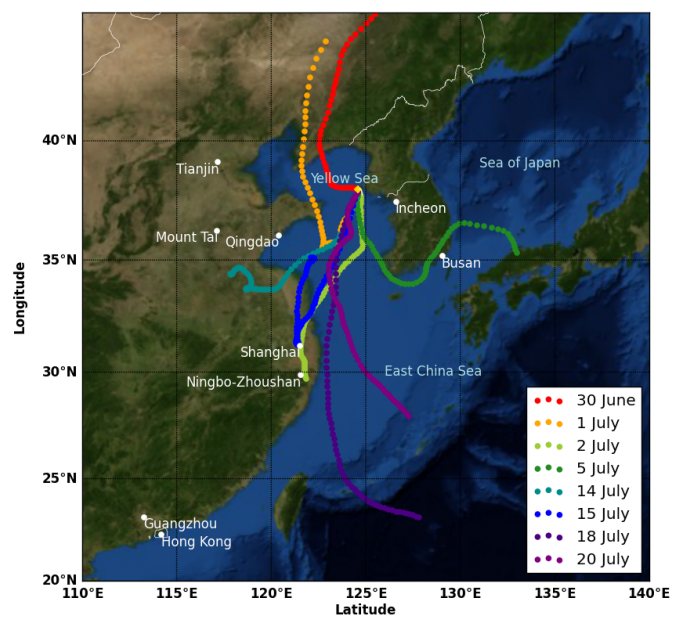 40°N
35°N
30°N
25°N
20°N
110°E
115°E
120°E
125°E
130°E
135°E
140°E
Longitude
Latitude
Tianjin
Yellow Sea
Sea of Japan
Incheon
Mount Tai
Qingdao
Busan
Shanghai
East China Sea
Ningbo-Zhoushan
Guangzhou
Hong Kong
30 June
1 July
2 July
5 July
14 July
15 July
18 July
20 July